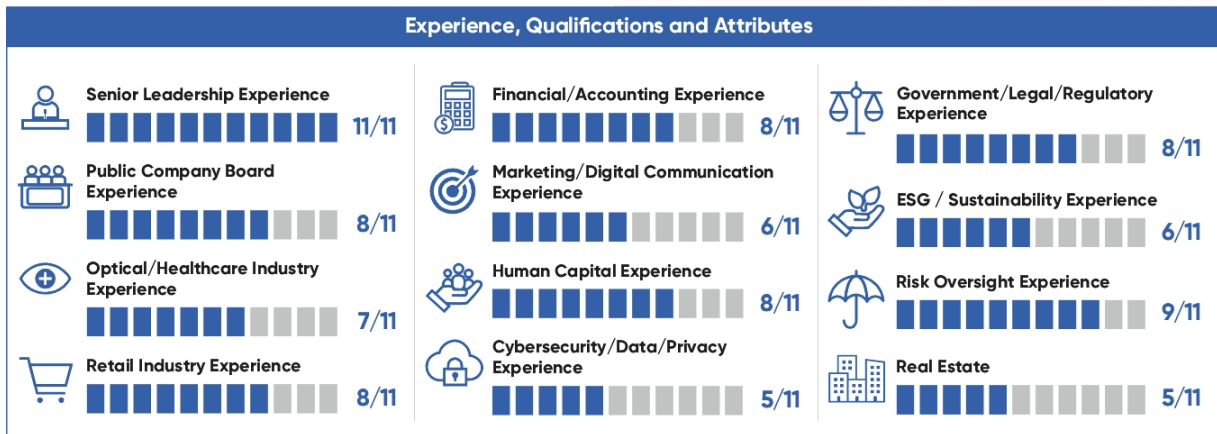 Experience, Qualifications and Attributes
Senior Leadership Experience
11/11
Public Company Board
Experience
8/11
Optical/Healthcare Industry
Experience
7/11
Retail Industry Experience
8/11
Financial/Accounting Experience
8/11
$
Marketing/Digital Communication
Experience
6/11
Human Capital Experience
8/11
Cybersecurity/Data/Privacy
Experience
5/11
Government/Legal/Regulatory
Experience
8/11
ESG / Sustainability Experience
6/11
Risk Oversight Experience
9/11
Real Estate
5/11